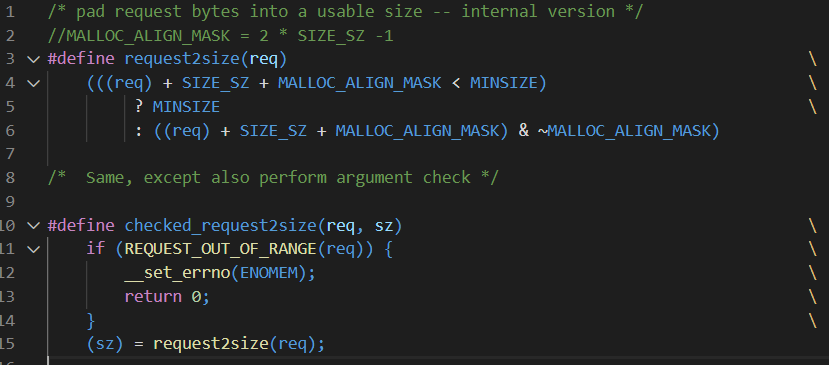 1 /* pad request bytes into a usable size -- internal version */
2 //MALLOC_ALIGN_MASK = 2 * SIZE_SZ -1
3 #define request2size(req) \
4 (((req) + SIZE_SZ + MALLOC_ALIGN_MASK < MINSIZE) \
5 ? MINSIZE \
6 : ((req) + SIZE_SZ + MALLOC_ALIGN_MASK) & ~MALLOC_ALIGN_MASK)
7
8 /*  Same, except also perform argument check */
9
10 #define checked_request2size(req, sz) \
11 if (REQUEST_OUT_OF_RANGE(req)) { \
12 __set_errno(ENOMEM); \
13 return 0; \
14 } \
15 (sz) = request2size(req);
16